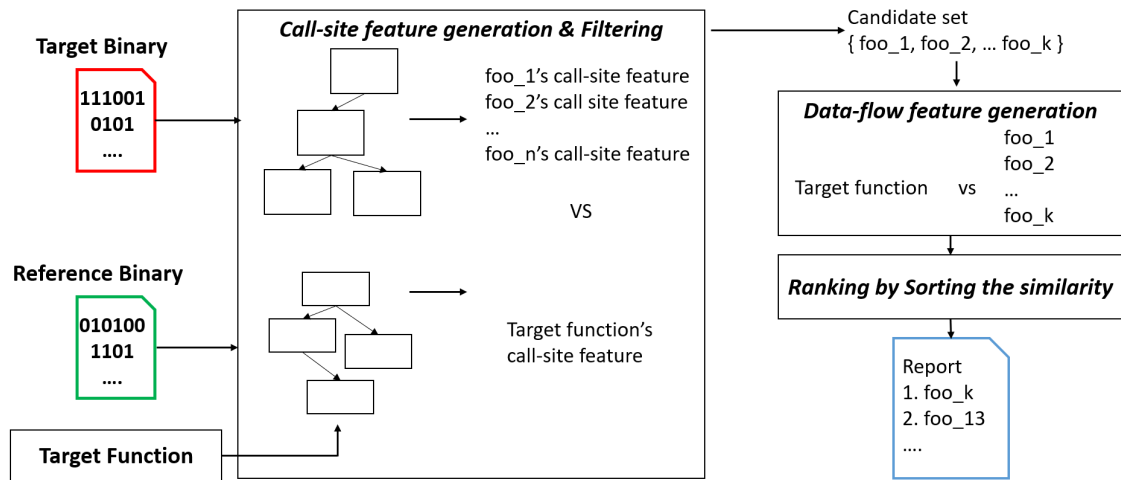 Target Binary
111001
0101
....
Reference Binary
010100
1101
....
Target Function
Call-site feature generation & Filtering
foo_1's call-site feature
foo_2's call site feature
...
foo_n's call-site feature
VS
Target function's
call-site feature
Candidate set
{ foo_1, foo_2, ... foo_k }
Data-flow feature generation
foo_1
foo_2
Target function vs ...
foo_k
Ranking by Sorting the similarity
Report
1. foo_k
2. foo_13
....